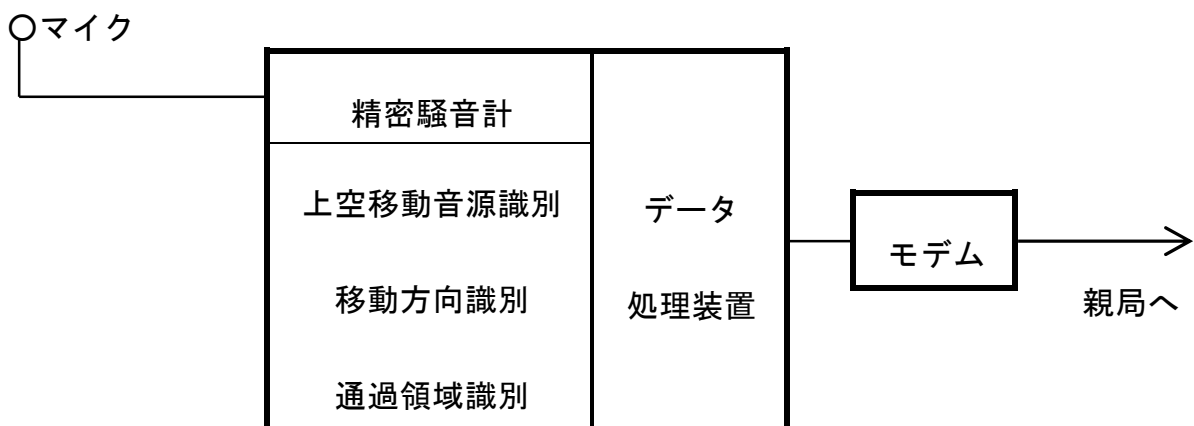 マイク
精密騒音計
上空移動音源識別
移動方向識別
通過領域識別
データ
処理装置
モデム
親局へ